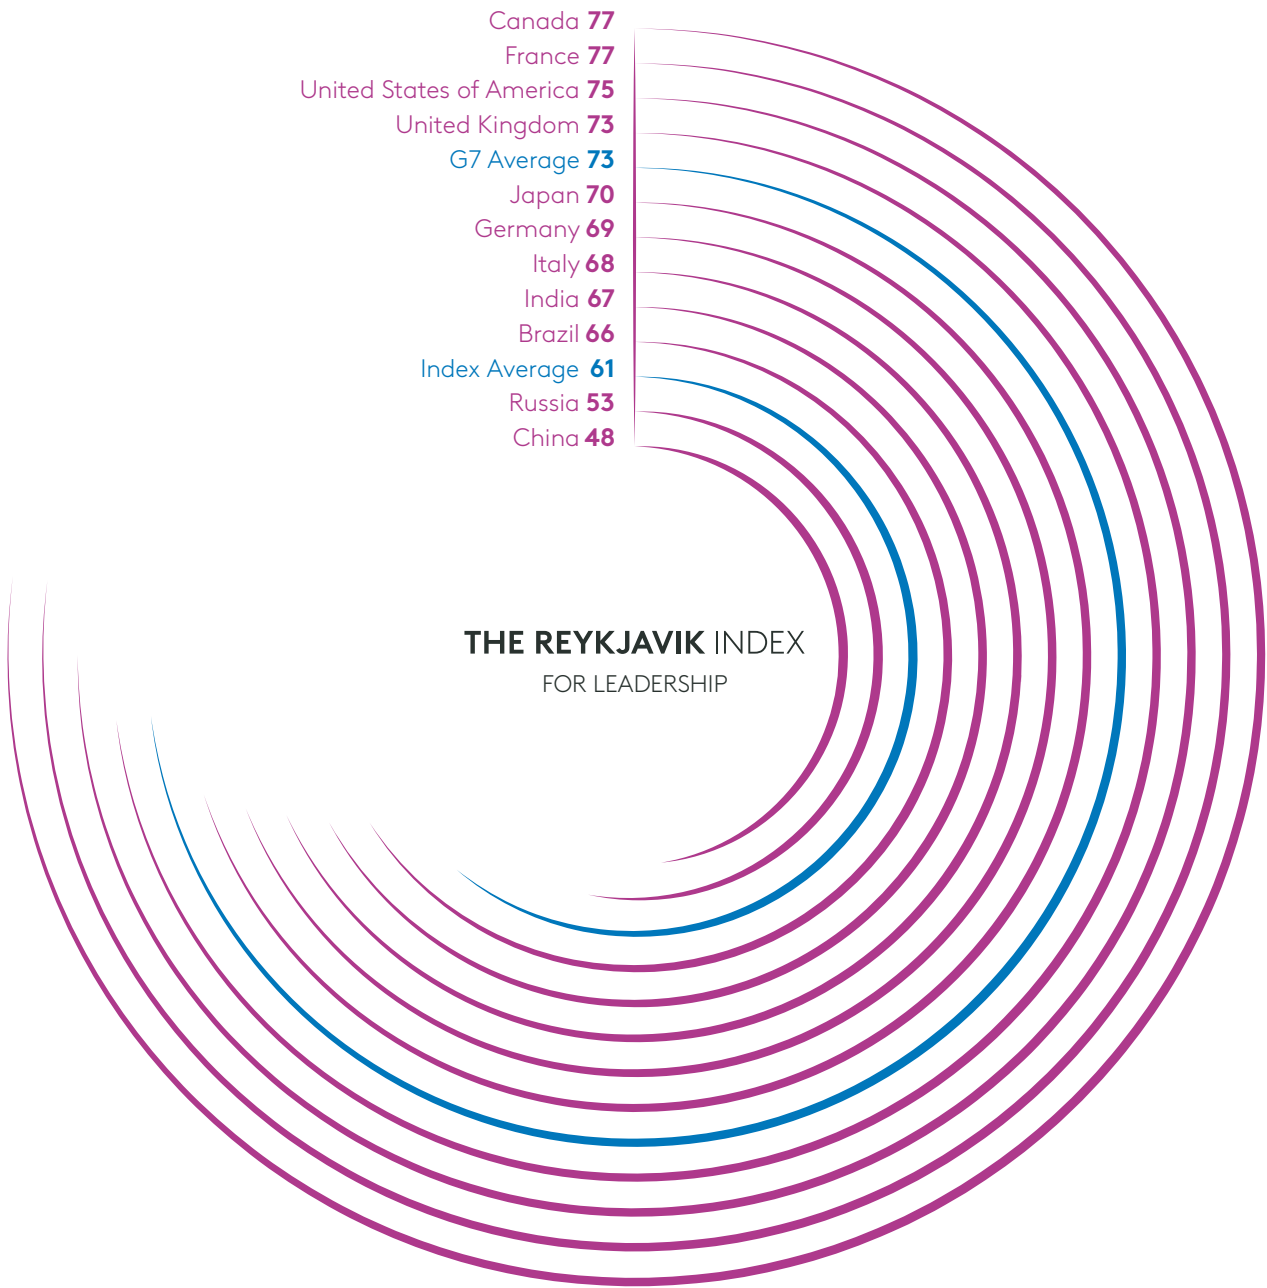 Canada 77
France 77
United States of America 75
United Kingdom 73
G7 Average 73
Japan 70
Germany 69
Italy 68
India 67
Brazil 66
Index Average 61
Russia 53
China 48
THE REYKJAVIK INDEX
FOR LEADERSHIP